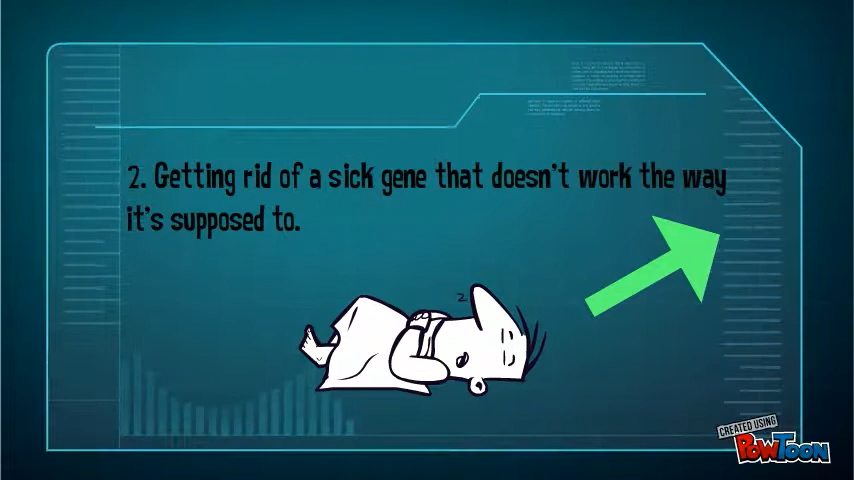 2. Getting rid of a sick gene that doesn't work the way
it's supposed to.
z
CREATED USING
POWTOON